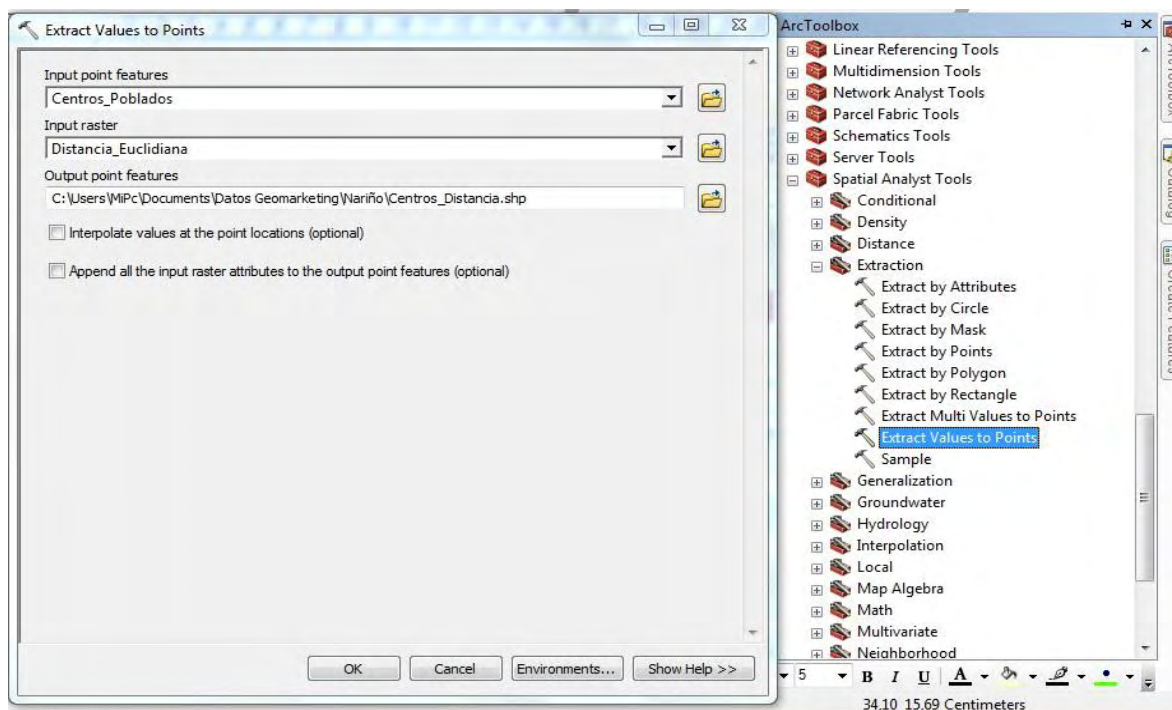 Extract Values to Points
Input point features
Centros_Poblados
Input raster
Distancia_Euclidiana
Output point features
C:\Users\MiPc\Documents\Datos Geomarketing\Nariño\Centros_Distancia.shp
Interpolate values at the point locations (optional)
Append all the input raster attributes to the output point features (optional)
OK
Cancel
Environments...
Show Help >>
ArcToolbox
Linear Referencing Tools
Multidimension Tools
Network Analyst Tools
Parcel Fabric Tools
Schematics Tools
Server Tools
Spatial Analyst Tools
Conditional
Density
Distance
Extraction
Extract by Attributes
Extract by Circle
Extract by Mask
Extract by Points
Extract by Polygon
Extract by Rectangle
Extract Multi Values to Points
Extract Values to Points
Sample
Generalization
Groundwater
Hydrology
Interpolation
Local
Map Algebra
Math
Multivariate
Neighborhood
5 B I U A
34.10 15.69 Centimeters